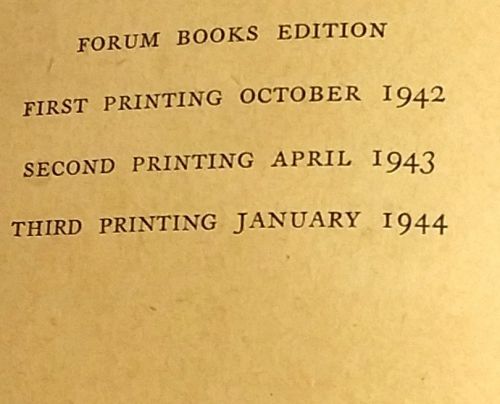 FORUM BOOKS EDITION
FIRST PRINTING OCTOBER 1942
SECOND PRINTING APRIL 1943
THIRD PRINTING JANUARY 1944